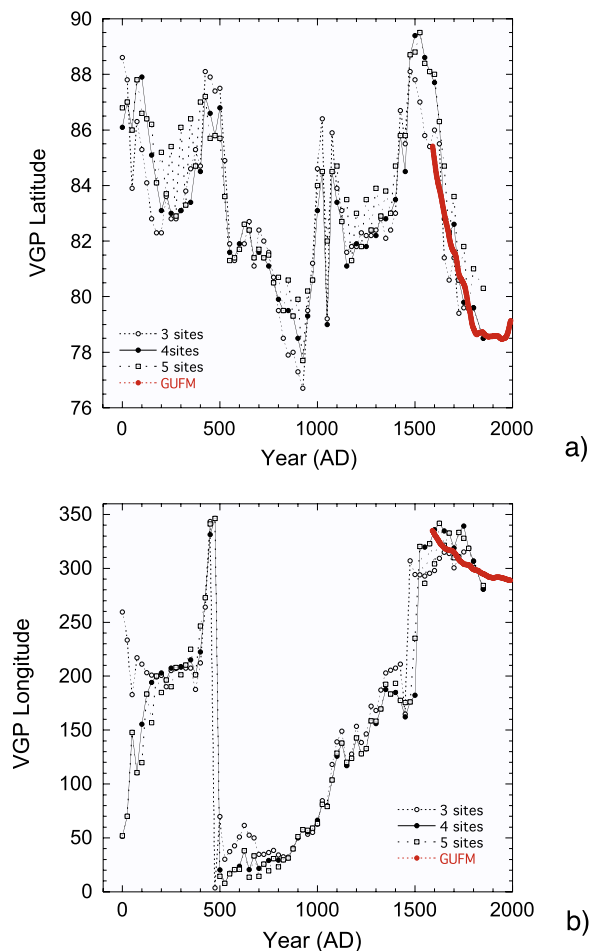 90
88
86
84
82
80
78
76
VGP Latitude
3 sites
4sites
5 sites
GUFM
0 500 1000 1500 2000
Year (AD)
a)
350
300
250
200
150
100
50
0
VGP Longitude
3 sites
4 sites
5 sites
GUFM
0 500 1000 1500 2000
Year (AD)
b)